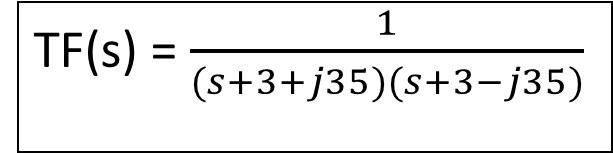 TF(s) = 1 / (s+3+j35)(s+3−j35)